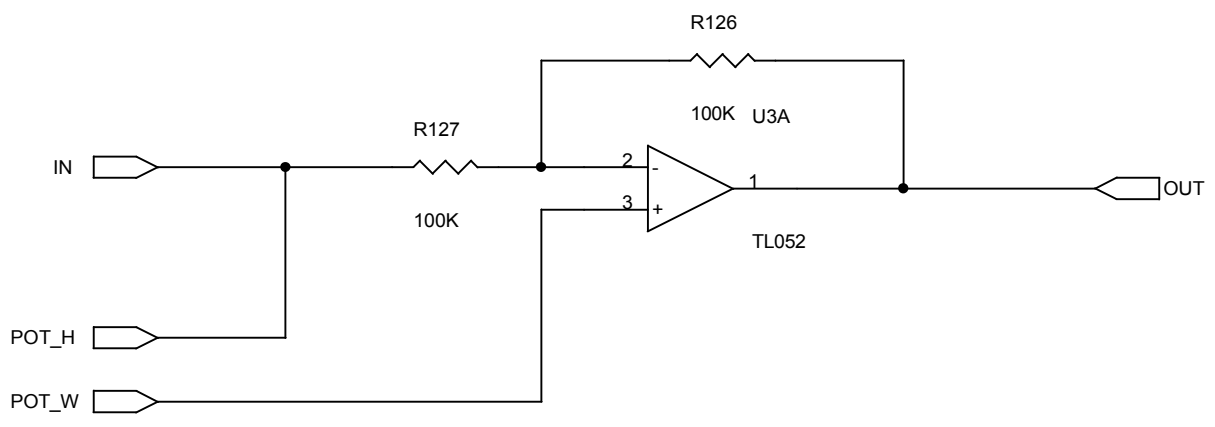 R126
100K
U3A
R127
IN
2
-
1
OUT
3
+
100K
TL052
POT_H
POT_W